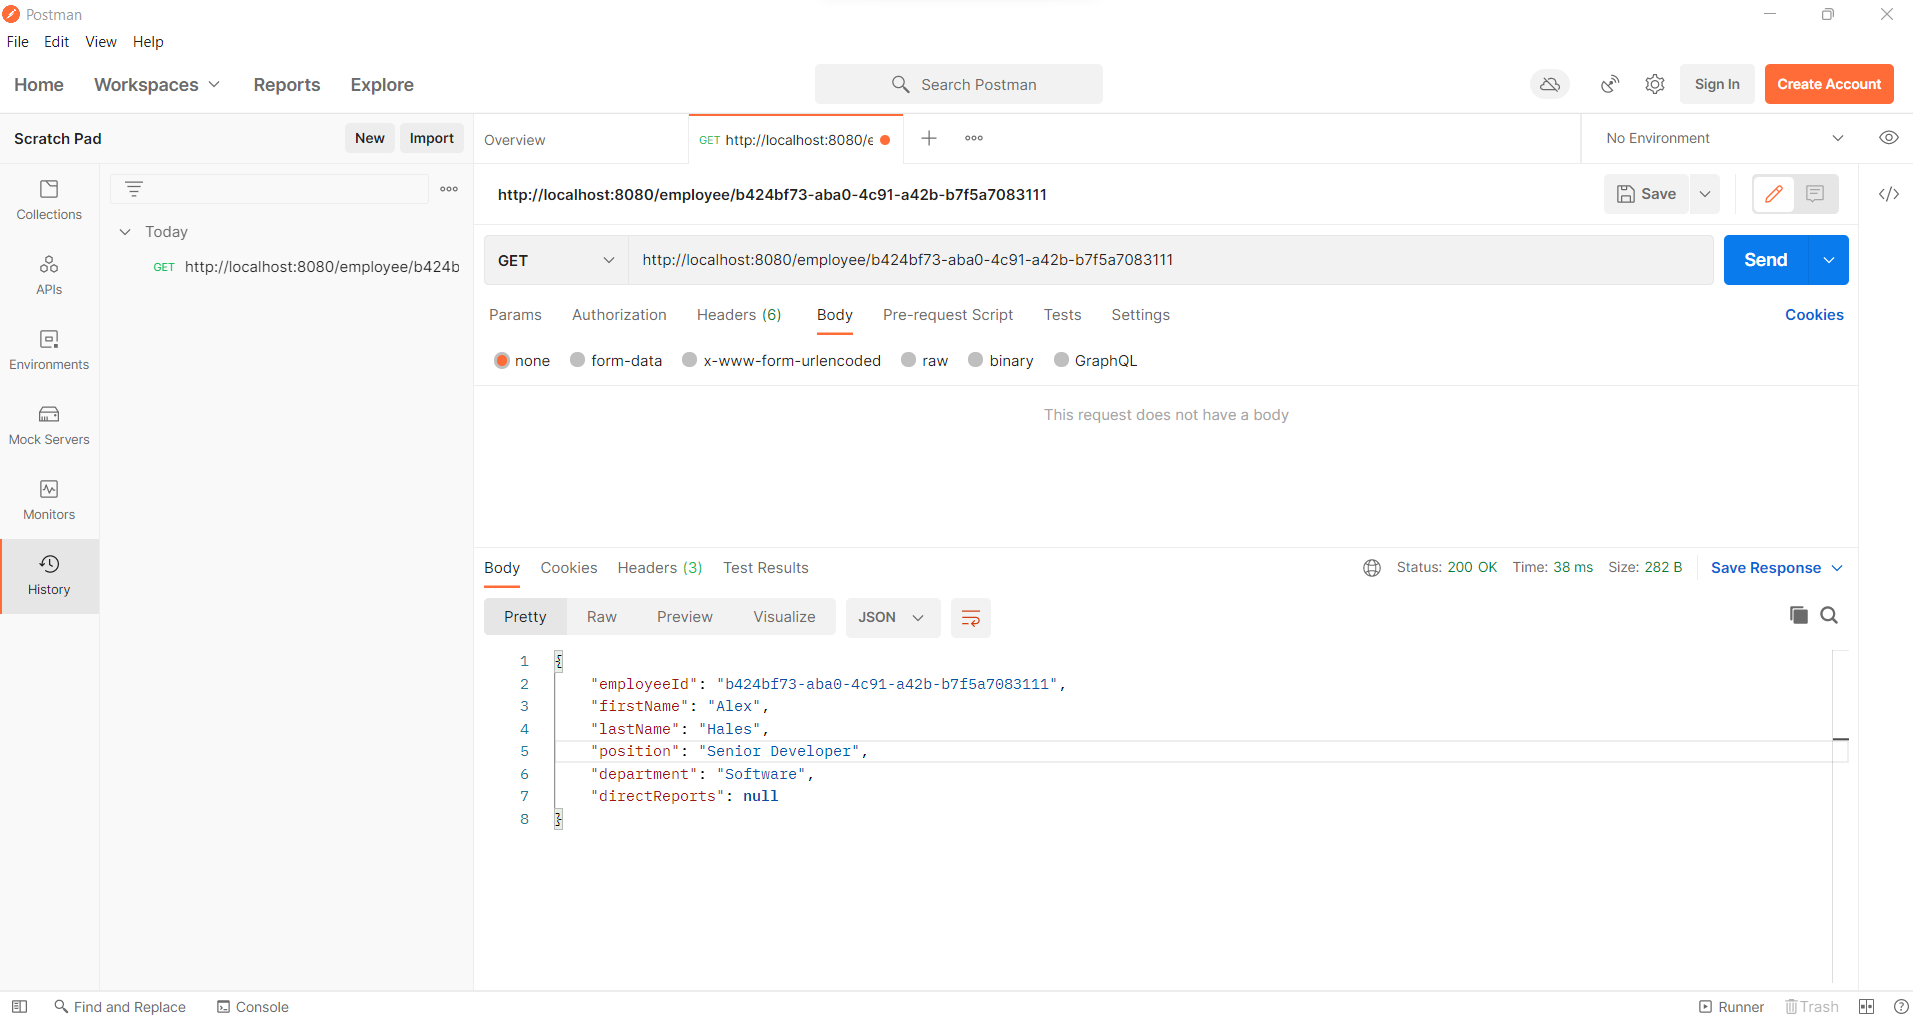 Postman
File Edit View Help
Home Workspaces Reports Explore Search Postman Sign In Create Account
Scratch Pad New Import Overview GET http://localhost:8080/e No Environment
http://localhost:8080/employee/b424bf73-aba0-4c91-a42b-b7f5a7083111 Save
Collections
Today
GET http://localhost:8080/employee/b424b
APIs
Environments
Mock Servers
Monitors
History
GET http://localhost:8080/employee/b424bf73-aba0-4c91-a42b-b7f5a7083111 Send
Params Authorization Headers (6) Body Pre-request Script Tests Settings Cookies
none form-data x-www-form-urlencoded raw binary GraphQL
This request does not have a body
Body Cookies Headers (3) Test Results Status: 200 OK Time: 38 ms Size: 282 B Save Response
Pretty Raw Preview Visualize JSON
1 {
2 "employeeId": "b424bf73-aba0-4c91-a42b-b7f5a7083111",
3 "firstName": "Alex",
4 "lastName": "Hales",
5 "position": "Senior Developer",
6 "department": "Software",
7 "directReports": null
8 }
Find and Replace Console Runner Trash